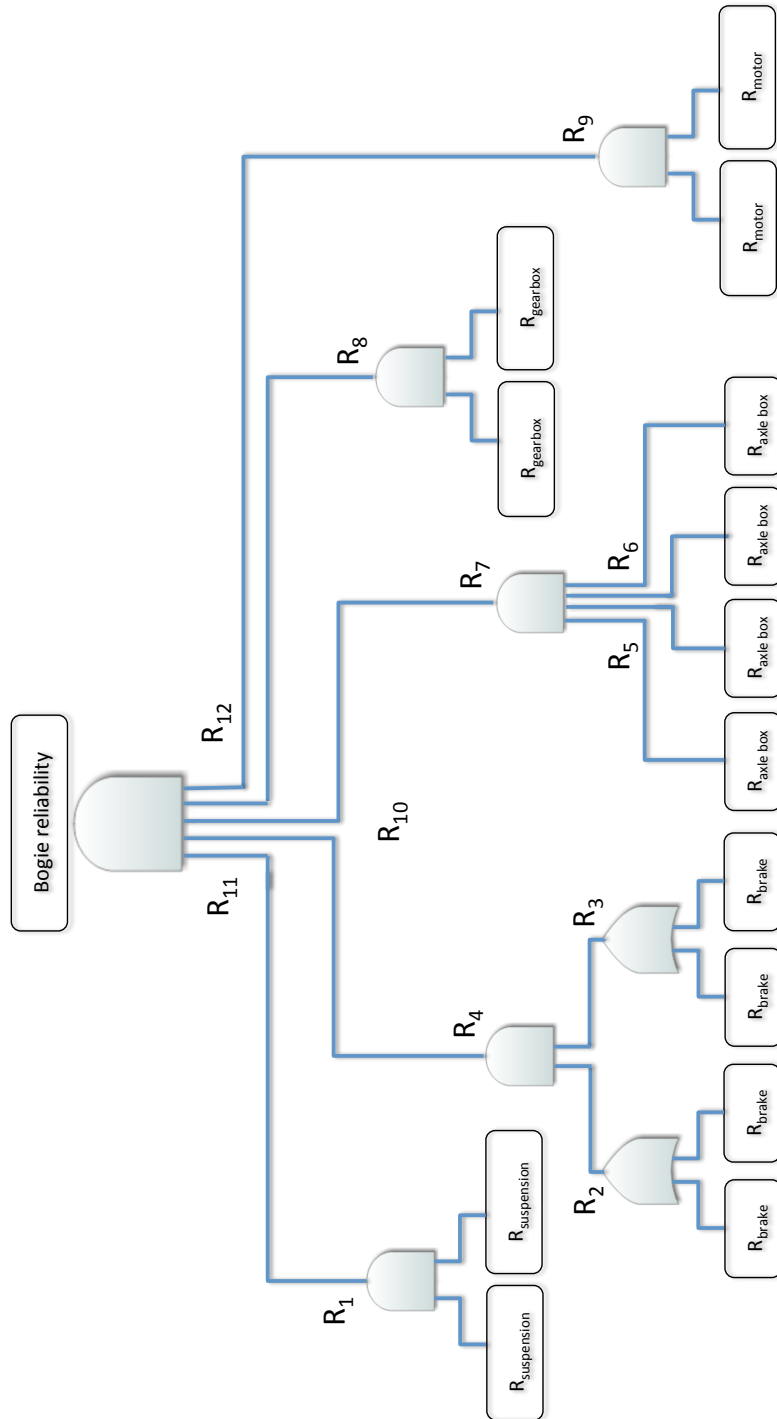 Bogie reliability
R11
R12
R10
R1
R4
R7
R8
R9
R2
R3
R5
R6
Rsuspension
Rsuspension
Rbrake
Rbrake
Rbrake
Rbrake
Raxle box
Raxle box
Raxle box
Raxle box
Rgearbox
Rgearbox
Rmotor
Rmotor